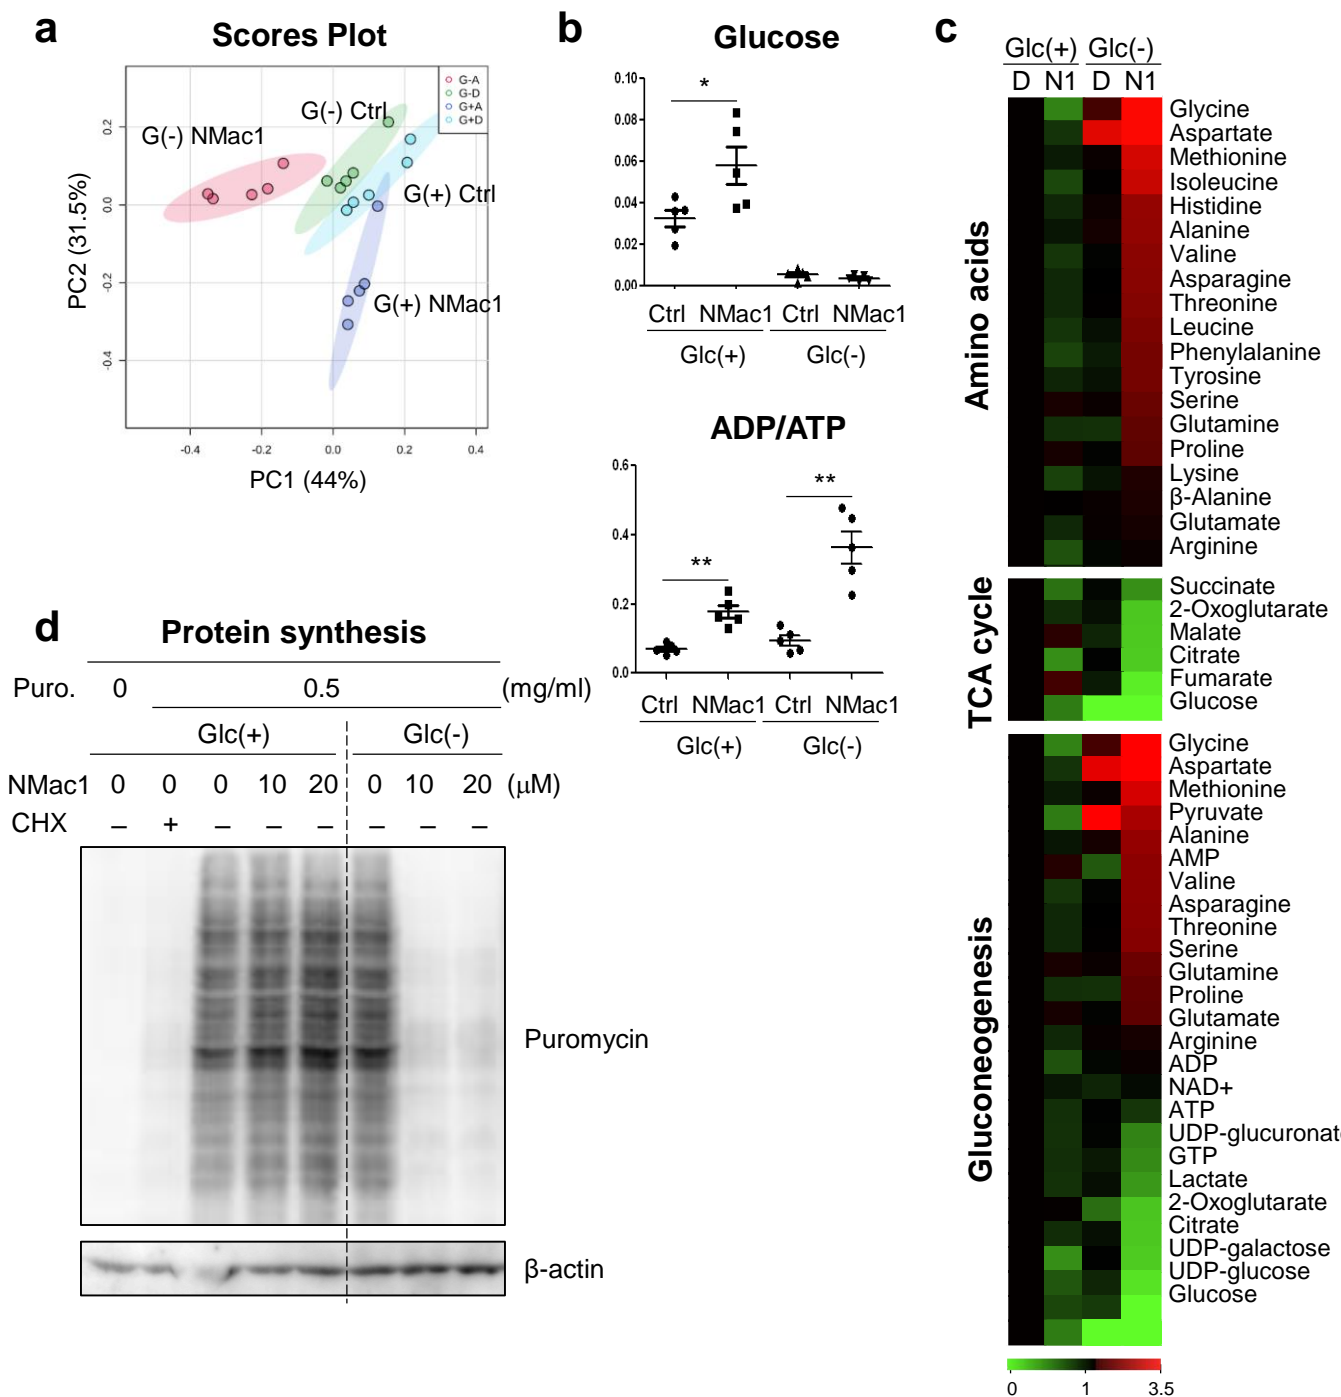 a
Scores Plot
G-A
G-D
G+A
G+D
G(-) Ctrl
G(-) NMac1
G(+) Ctrl
G(+) NMac1
PC2 (31.5%)
0.2
0.0
-0.2
-0.4
-0.4 -0.2 0.0 0.2 0.4
PC1 (44%)
b
Glucose
0.10
0.08
0.06
0.04
0.02
0.00
*
Ctrl NMac1 Ctrl NMac1
Glc(+) Glc(-)
ADP/ATP
0.6
0.4
0.2
0.0
**
**
Ctrl NMac1 Ctrl NMac1
Glc(+) Glc(-)
c
Glc(+) Glc(-)
D N1 D N1
Amino acids
Glycine
Aspartate
Methionine
Isoleucine
Histidine
Alanine
Valine
Asparagine
Threonine
Leucine
Phenylalanine
Tyrosine
Serine
Glutamine
Proline
Lysine
β-Alanine
Glutamate
Arginine
TCA cycle
Succinate
2-Oxoglutarate
Malate
Citrate
Fumarate
Glucose
Gluconeogenesis
Glycine
Aspartate
Methionine
Pyruvate
Alanine
AMP
Valine
Asparagine
Threonine
Serine
Glutamine
Proline
Glutamate
Arginine
ADP
NAD+
ATP
UDP-glucuronat
GTP
Lactate
2-Oxoglutarate
Citrate
UDP-galactose
UDP-glucose
Glucose
0 1 3.5
d
Protein synthesis
Puro. 0 0.5 (mg/ml)
Glc(+) Glc(-)
NMac1 0 0 0 10 20 0 10 20 (μM)
CHX – + – – – – – –
Puromycin
β-actin